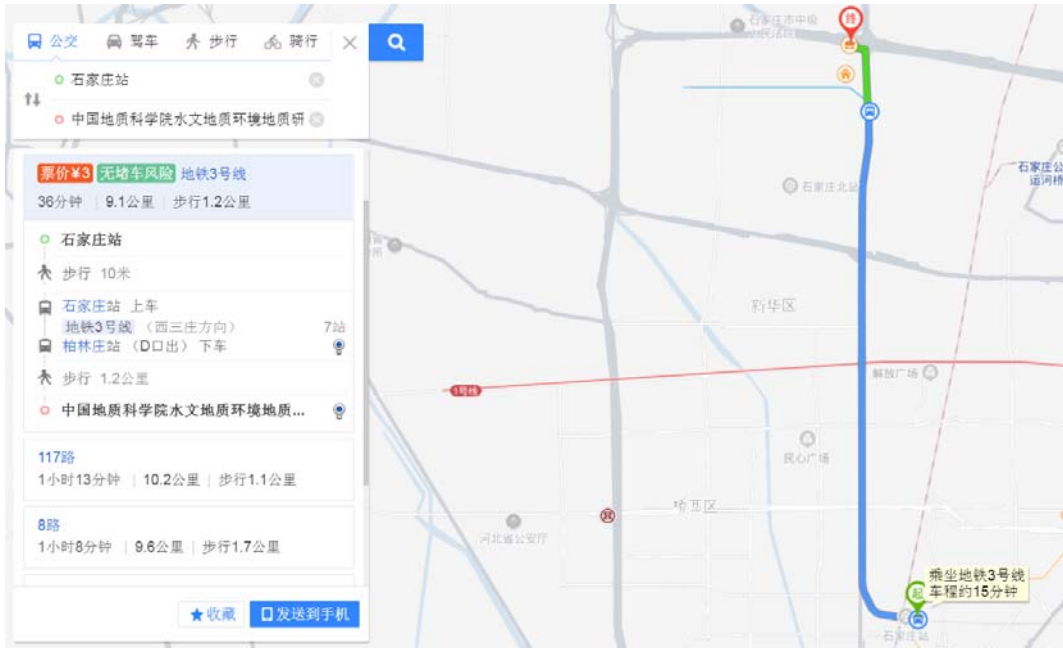 公交 驾车 步行 骑行
石家庄站
中国地质科学院水文地质环境地质研
票价¥3 无堵车风险 地铁3号线
36分钟 | 9.1公里 | 步行1.2公里
石家庄站
步行 10米
石家庄站 上车
地铁3号线 （西三庄方向） 7站
柏林庄站 （D口出） 下车
步行 1.2公里
中国地质科学院水文地质环境地质...
117路
1小时13分钟 | 10.2公里 | 步行1.1公里
8路
1小时8分钟 | 9.6公里 | 步行1.7公里
收藏 发送到手机
石家庄市中级
人民法院
终
石家庄公
运河桥
石家庄北站
新华区
解放广场
1号线
民心广场
桥西区
河北省公安厅
乘坐地铁3号线
车程约15分钟
起
石家庄站